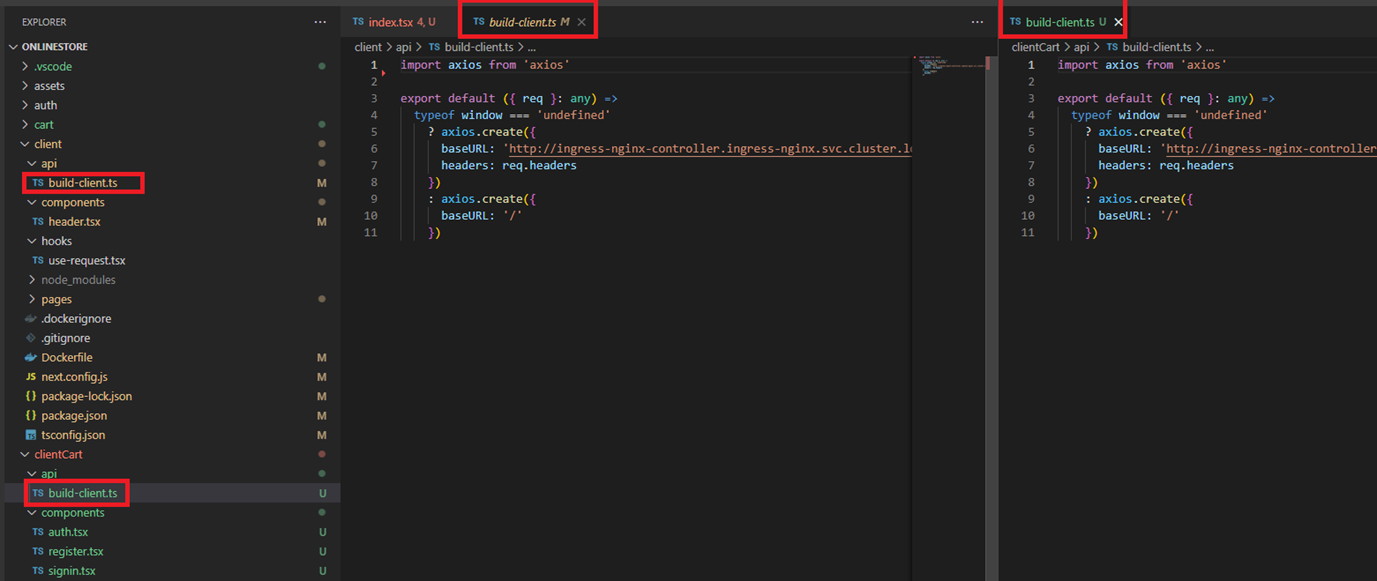 EXPLORER ...
ONLINESTORE
.vscode
assets
auth
cart
client
api
TS build-client.ts M
components
TS header.tsx M
hooks
TS use-request.tsx
node_modules
pages
.dockerignore
.gitignore
Dockerfile M
JS next.config.js M
{} package-lock.json M
{} package.json M
TS tsconfig.json M
clientCart
api
TS build-client.ts U
components
TS auth.tsx U
TS register.tsx U
TS signin.tsx U
TS index.tsx 4, U TS build-client.ts M ...
client > api > TS build-client.ts > ...
1 import axios from 'axios'
2
3 export default ({ req }: any) =>
4 typeof window === 'undefined'
5 ? axios.create({
6 baseURL: 'http://ingress-nginx-controller.ingress-nginx.svc.cluster.l
7 headers: req.headers
8 })
9 : axios.create({
10 baseURL: '/'
11 })
TS build-client.ts U
clientCart > api > TS build-client.ts > ...
1 import axios from 'axios'
2
3 export default ({ req }: any) =>
4 typeof window === 'undefined'
5 ? axios.create({
6 baseURL: 'http://ingress-nginx-controller
7 headers: req.headers
8 })
9 : axios.create({
10 baseURL: '/'
11 })